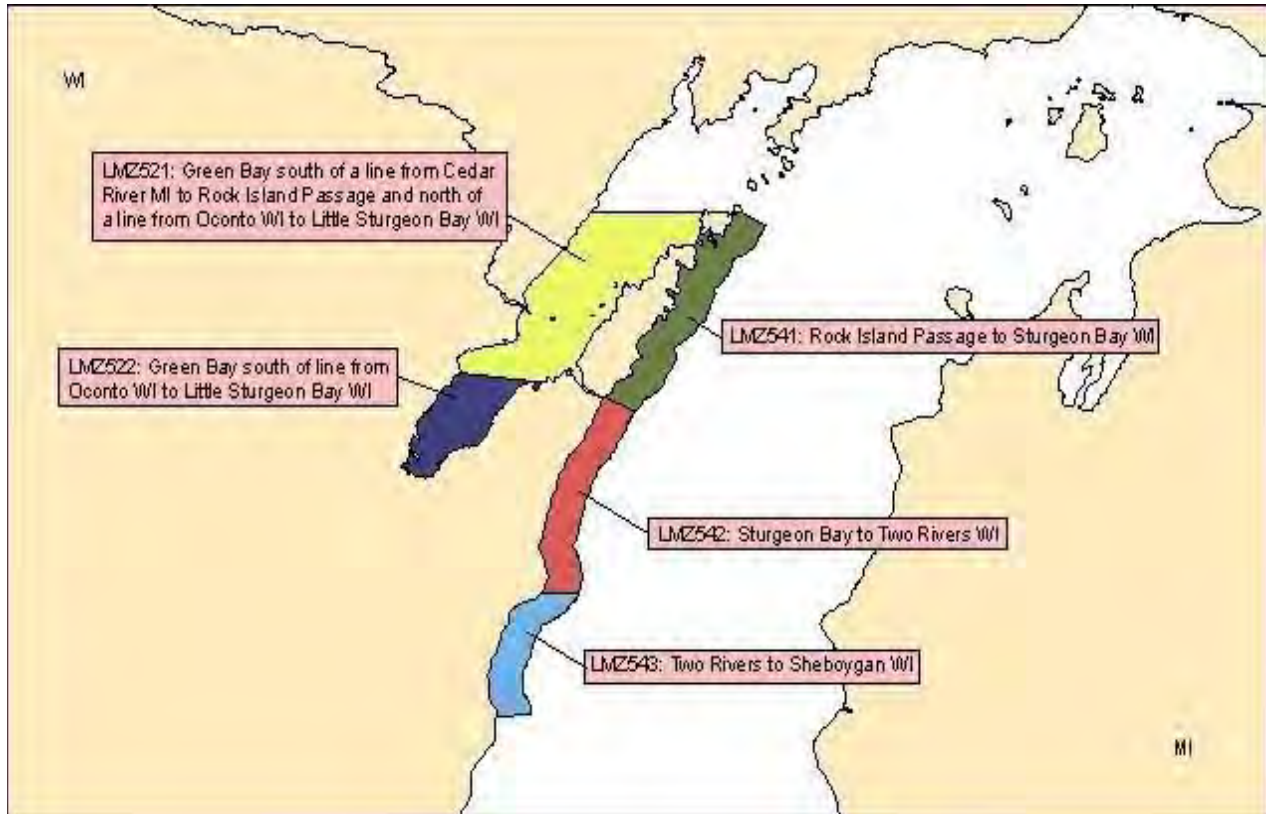 WI
LMZ521: Green Bay south of a line from Cedar
River MI to Rock Island Passage and north of
a line from Oconto WI to Little Sturgeon Bay WI
LMZ541: Rock Island Passage to Sturgeon Bay WI
LMZ522: Green Bay south of line from
Oconto WI to Little Sturgeon Bay WI
LMZ542: Sturgeon Bay to Two Rivers WI
LMZ543: Two Rivers to Sheboygan WI
MI